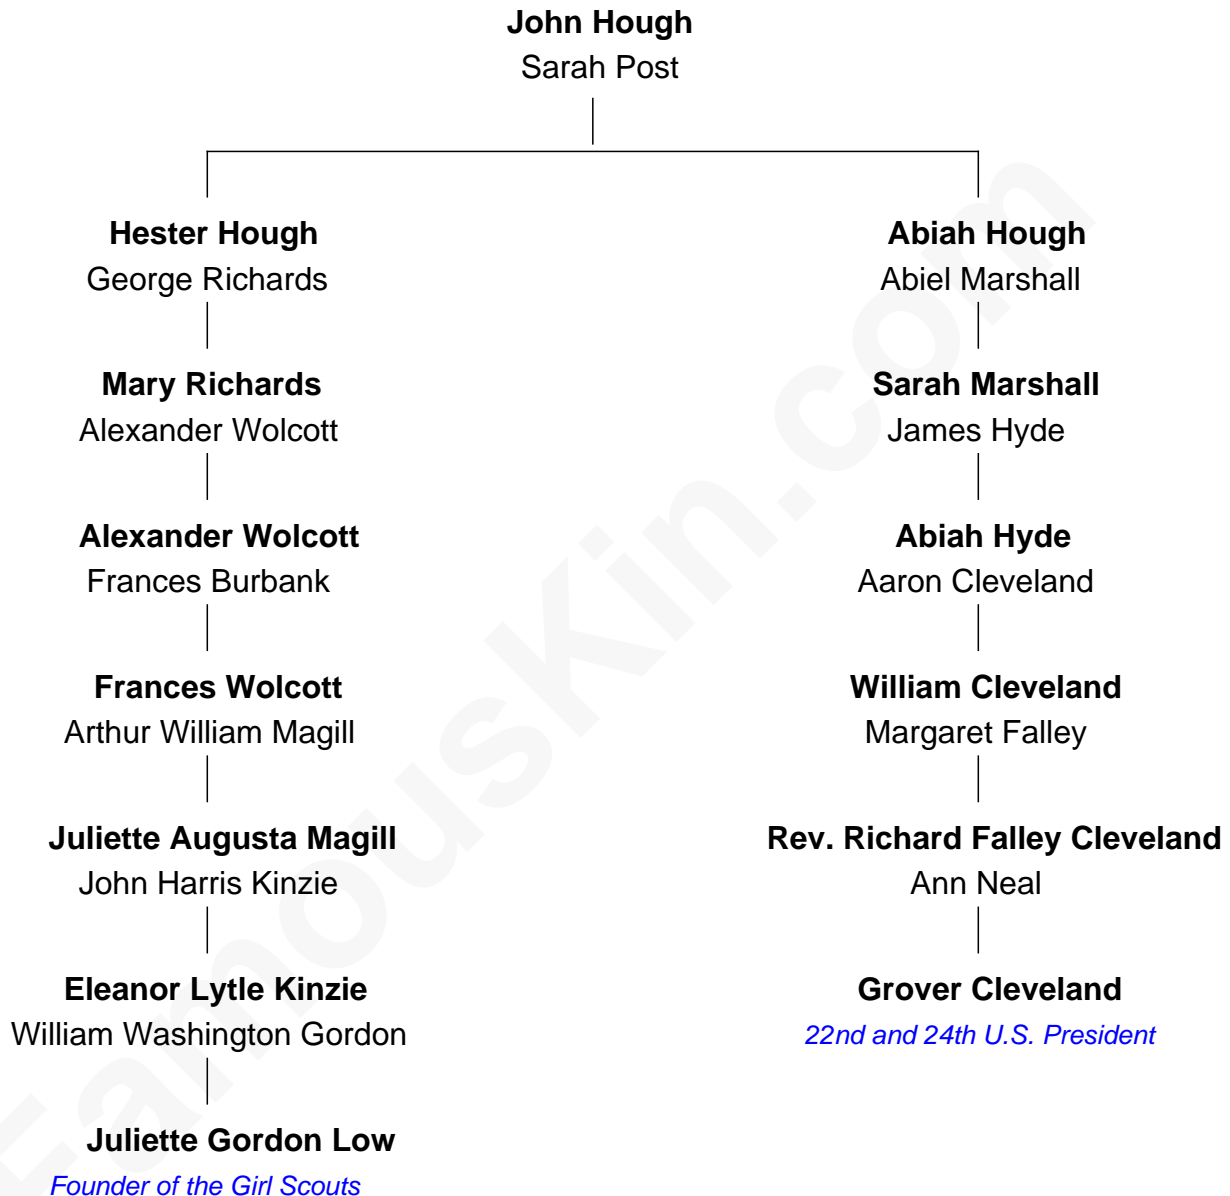 John Hough
Sarah Post
Hester Hough
George Richards
Mary Richards
Alexander Wolcott
Alexander Wolcott
Frances Burbank
Frances Wolcott
Arthur William Magill
Juliette Augusta Magill
John Harris Kinzie
Eleanor Lytle Kinzie
William Washington Gordon
Juliette Gordon Low
Founder of the Girl Scouts
Abiah Hough
Abiel Marshall
Sarah Marshall
James Hyde
Abiah Hyde
Aaron Cleveland
William Cleveland
Margaret Falley
Rev. Richard Falley Cleveland
Ann Neal
Grover Cleveland
22nd and 24th U.S. President
FamousKin.com